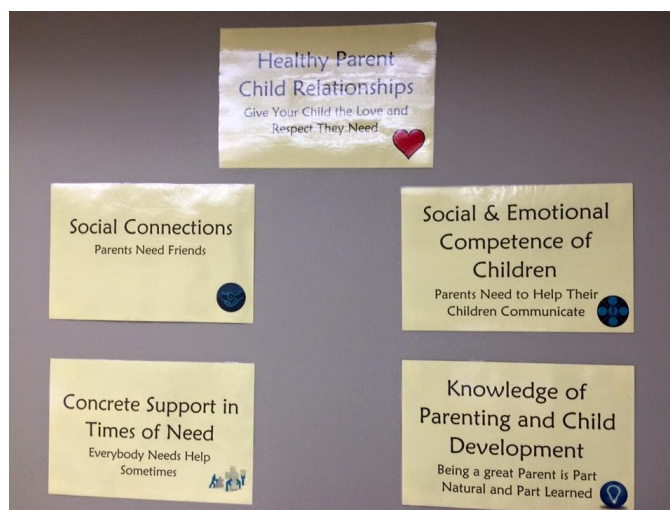 Healthy Parent
Child Relationships
Give Your Child the Love and
Respect They Need
Social Connections
Parents Need Friends
Social & Emotional
Competence of
Children
Parents Need to Help Their
Children Communicate
Concrete Support in
Times of Need
Everybody Needs Help
Sometimes
Knowledge of
Parenting and Child
Development
Being a great Parent is Part
Natural and Part Learned